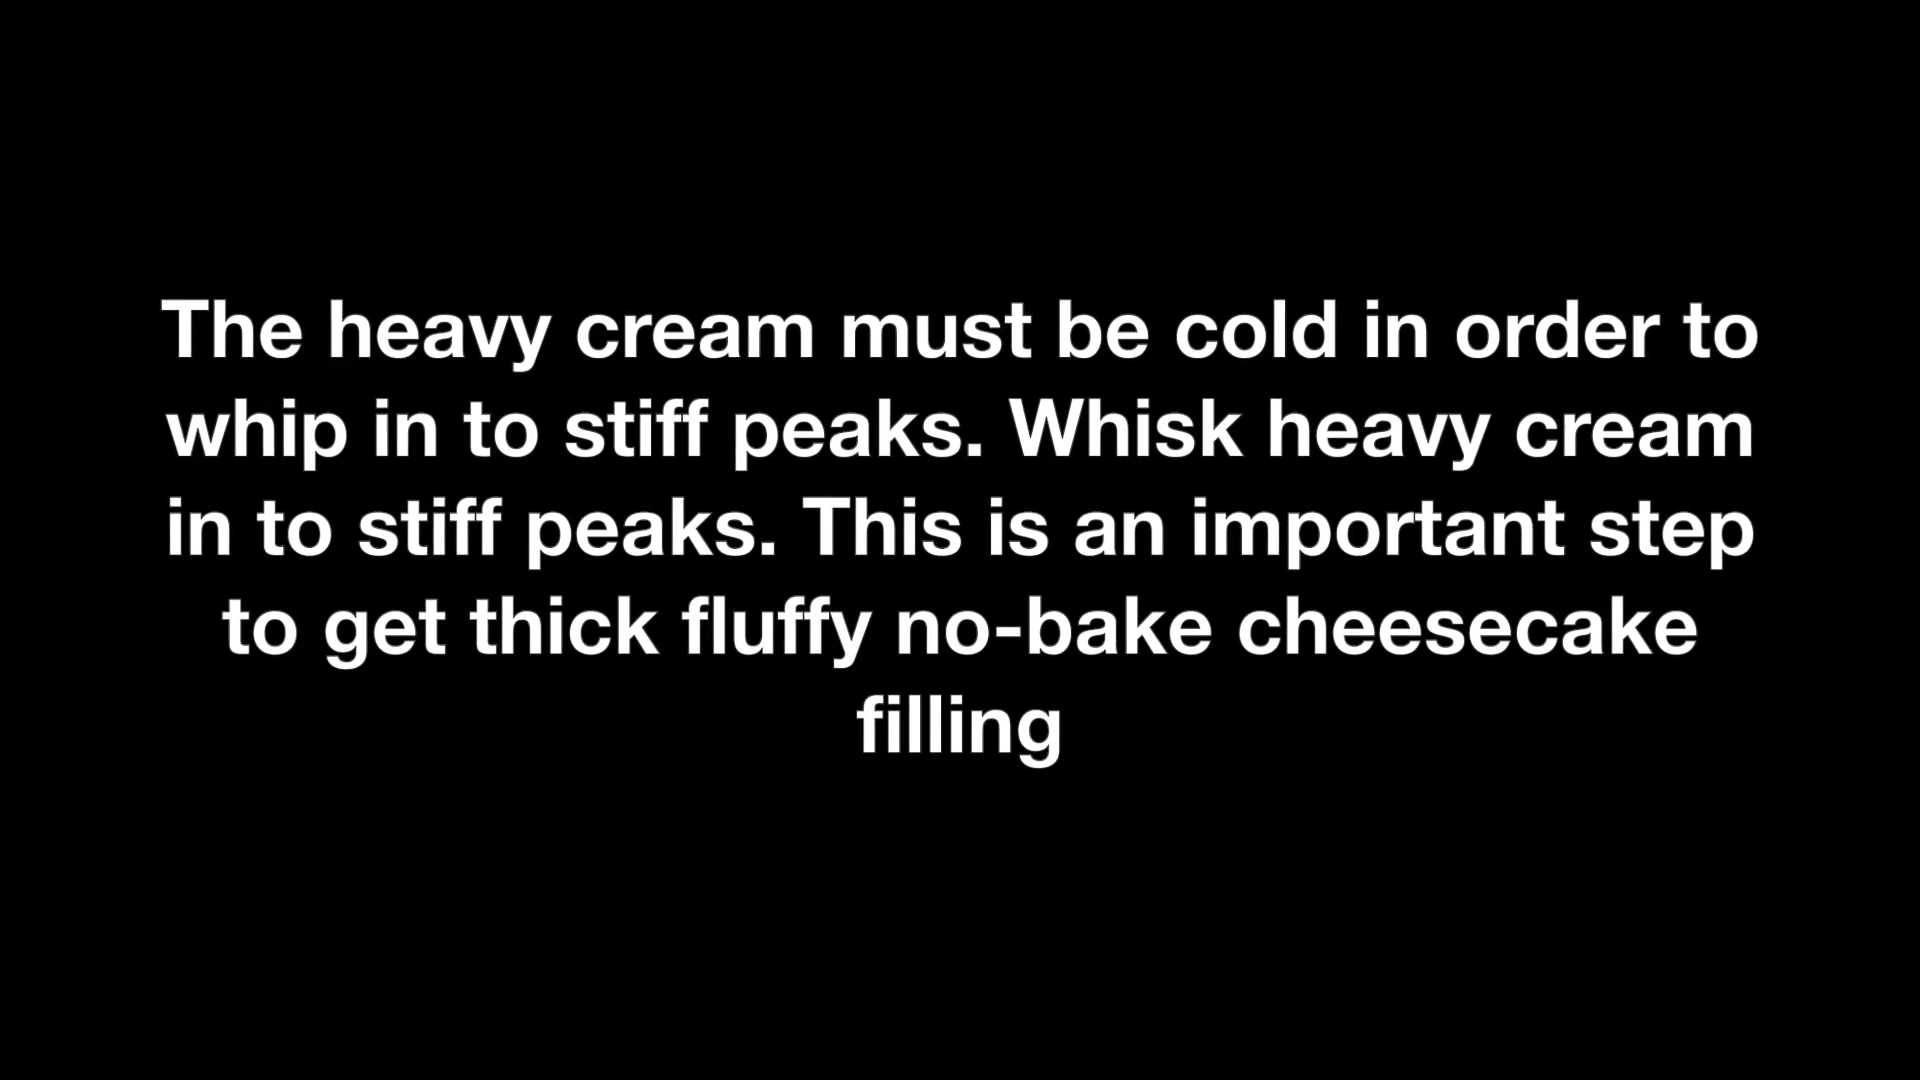 The heavy cream must be cold in order to
whip in to stiff peaks. Whisk heavy cream
in to stiff peaks. This is an important step
to get thick fluffy no-bake cheesecake
filling